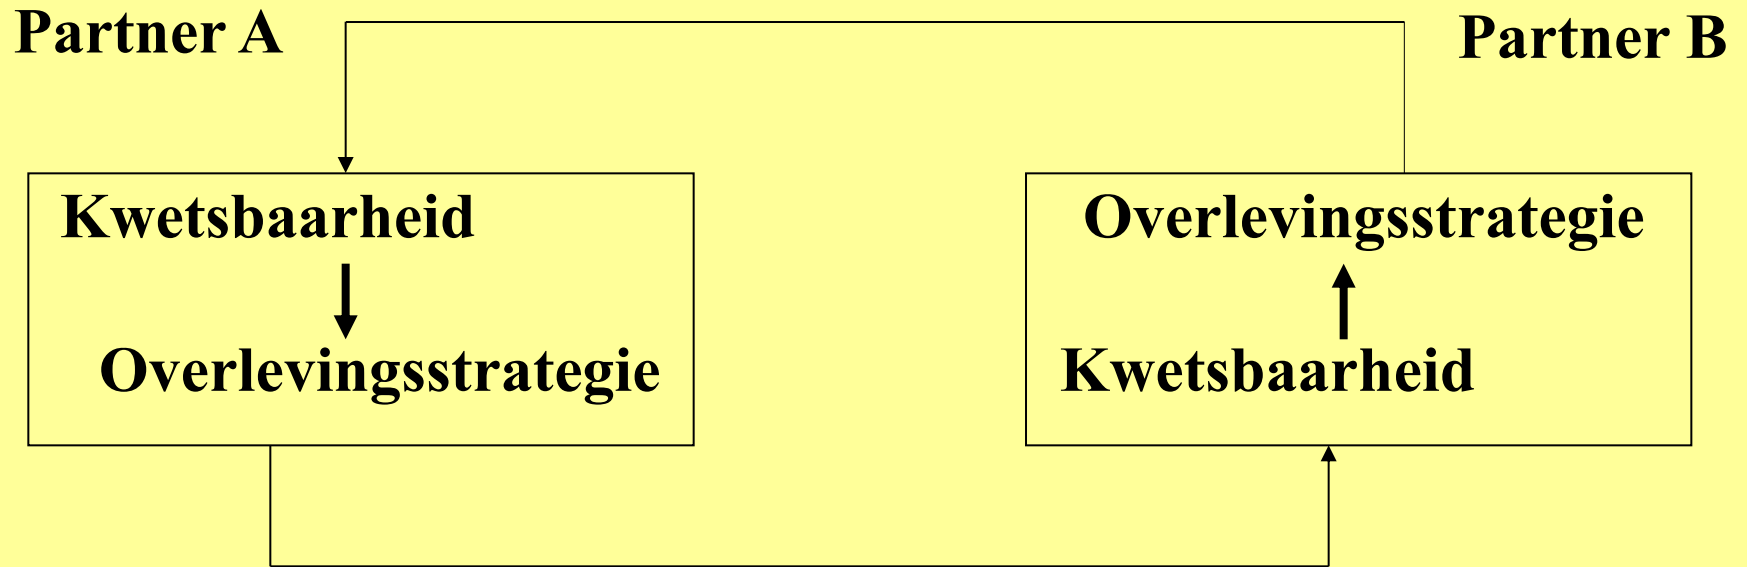 Partner A
Partner B
Kwetsbaarheid
Overlevingsstrategie
Overlevingsstrategie
Kwetsbaarheid